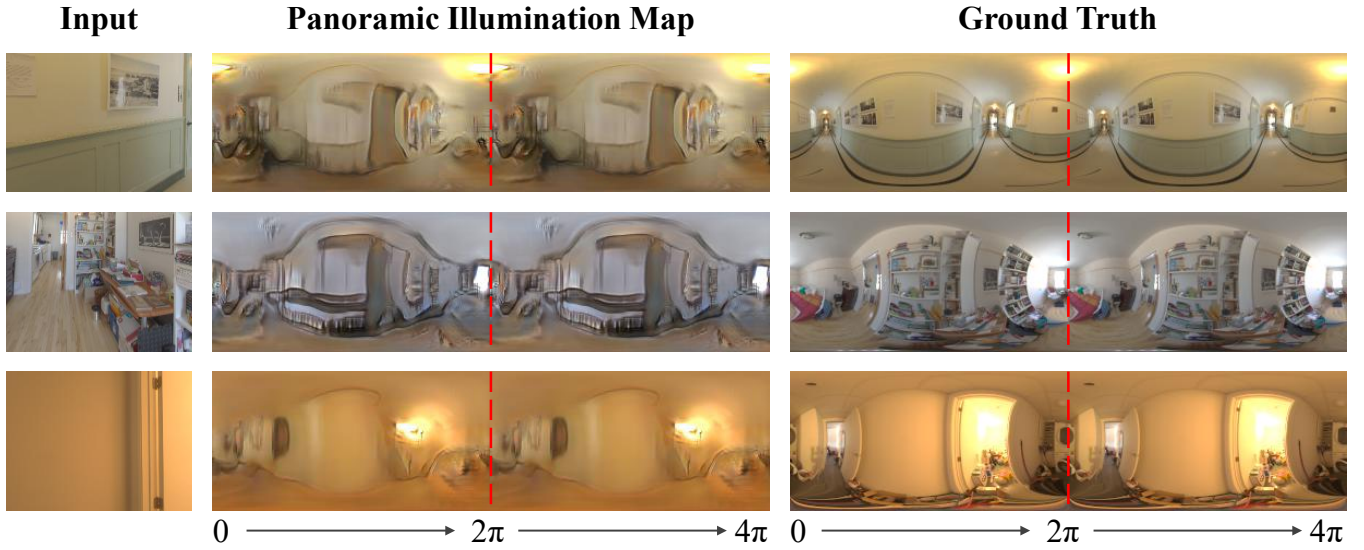 Input Panoramic Illumination Map Ground Truth
0 2π 4π 0 2π 4π